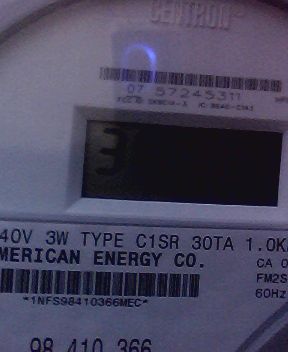 CENTRON
07 57245311
3
40V 3W TYPE C1SR 30TA 1.0K
MERICAN ENERGY CO.
CA 0
FM2S
*1NFS98410366MEC*
60Hz
98 410 366